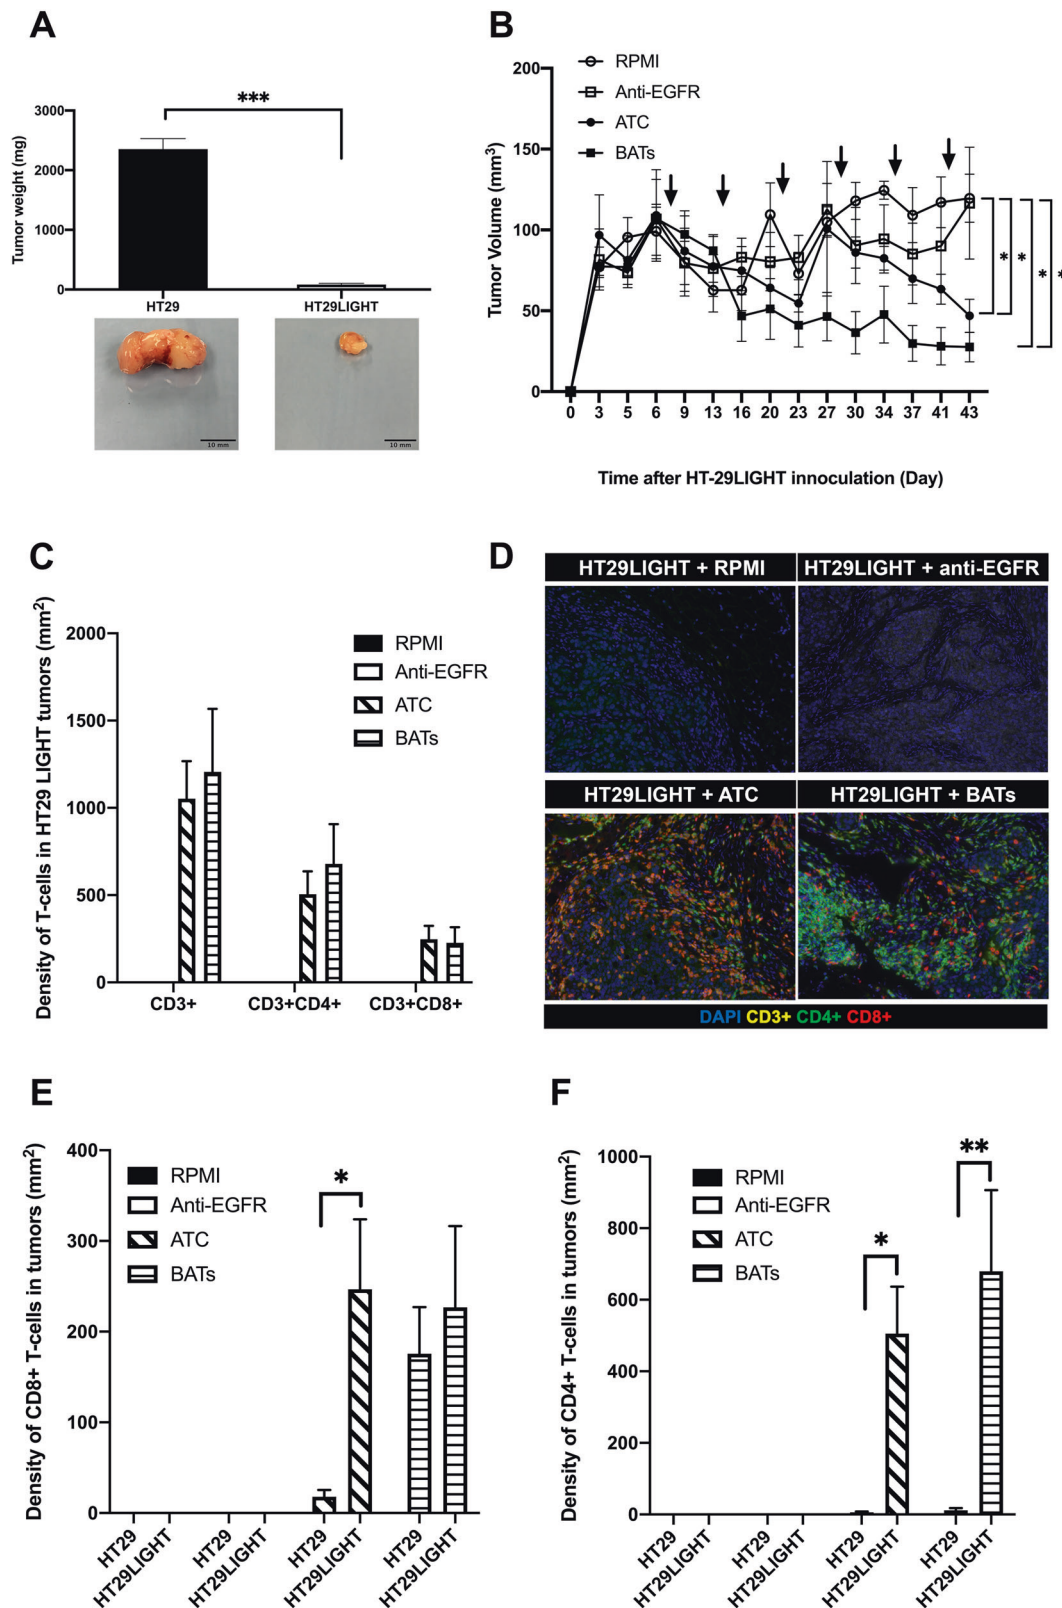 A
***
Tumor weight (mg)
3000
2000
1000
0
HT29
HT29LIGHT
10 mm
10 mm
B
RPMI
Anti-EGFR
ATC
BATs
Tumor Volume (mm³)
200
150
100
50
0
0 3 5 6 9 13 16 20 23 27 30 34 37 41 43
Time after HT-29LIGHT innoculation (Day)
* * * *
C
Density of T-cells in HT29 LIGHT tumors (mm²)
2000
1500
1000
500
0
RPMI
Anti-EGFR
ATC
BATs
CD3+ CD3+CD4+ CD3+CD8+
D
HT29LIGHT + RPMI
HT29LIGHT + anti-EGFR
HT29LIGHT + ATC
HT29LIGHT + BATs
DAPI CD3+ CD4+ CD8+
E
Density of CD8+ T-cells in tumors (mm²)
400
300
200
100
0
RPMI
Anti-EGFR
ATC
BATs
*
HT29
HT29LIGHT
HT29
HT29LIGHT
HT29
HT29LIGHT
HT29
HT29LIGHT
F
Density of CD4+ T-cells in tumors (mm²)
1000
800
600
400
200
0
RPMI
Anti-EGFR
ATC
BATs
*
**
HT29
HT29LIGHT
HT29
HT29LIGHT
HT29
HT29LIGHT
HT29
HT29LIGHT